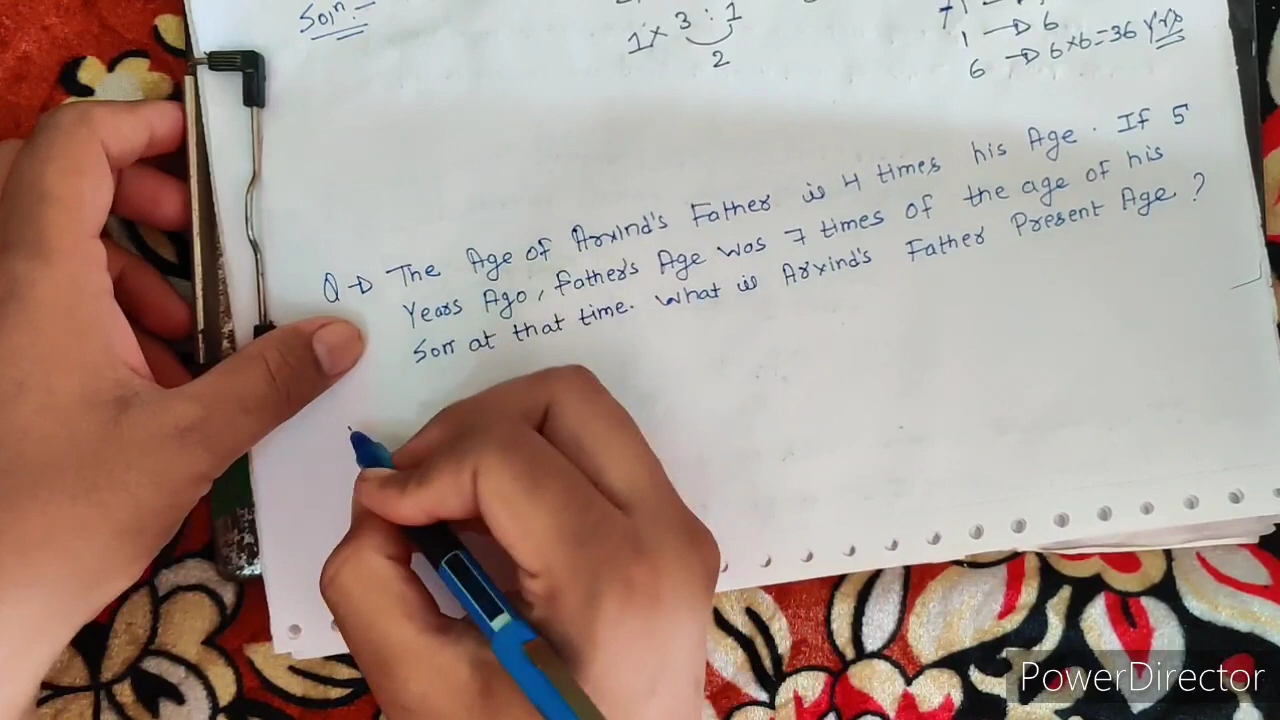 Soln:-
1 x 3 : 1
2
1 → 6
6 → 6×6=36 Yrs
Q → The Age of Arxind's Father is 4 times his Age. If 5
Years Ago, father's Age was 7 times of the age of his
Son at that time. What is Arxind's Father Present Age ?
PowerDirector